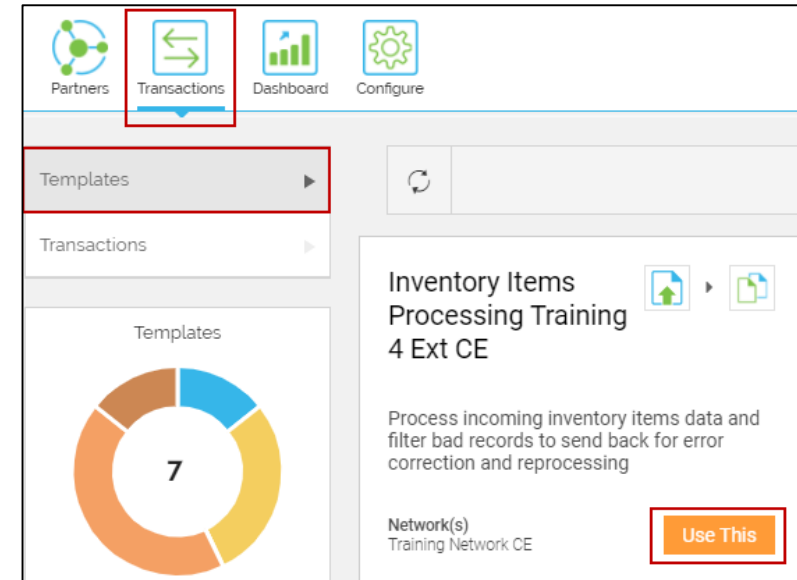 Partners Transactions Dashboard Configure
Templates
Transactions
Templates
7
Inventory Items
Processing Training
4 Ext CE
Process incoming inventory items data and
filter bad records to send back for error
correction and reprocessing
Network(s)
Training Network CE
Use This